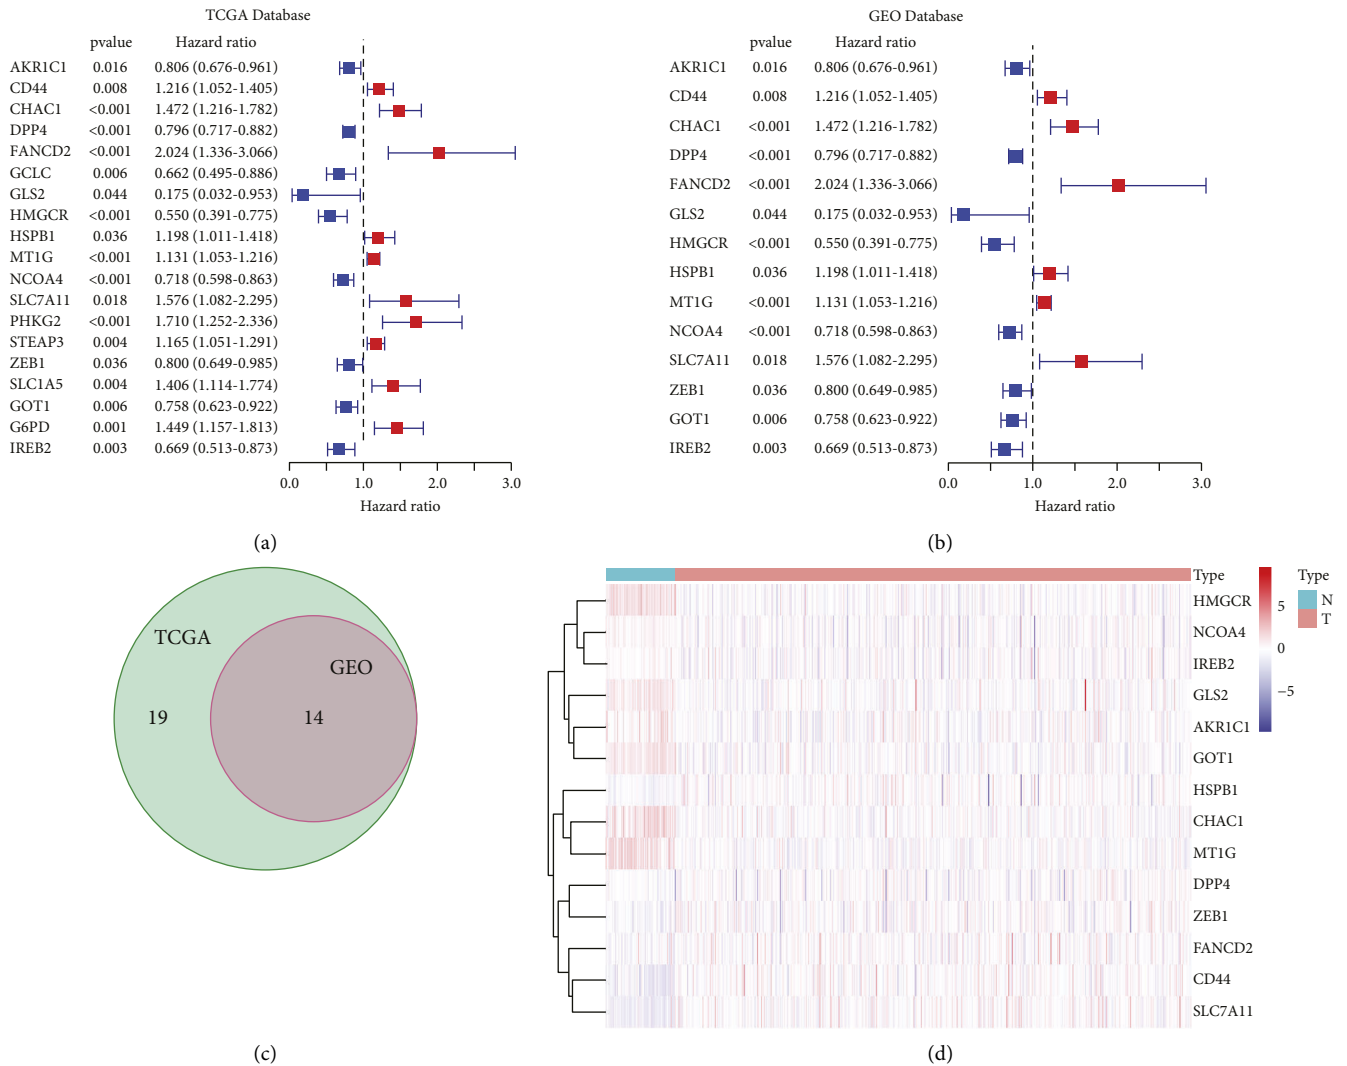 TCGA Database
pvalue Hazard ratio
AKR1C1 0.016 0.806 (0.676-0.961)
CD44 0.008 1.216 (1.052-1.405)
CHAC1 <0.001 1.472 (1.216-1.782)
DPP4 <0.001 0.796 (0.717-0.882)
FANCD2 <0.001 2.024 (1.336-3.066)
GCLC 0.006 0.662 (0.495-0.886)
GLS2 0.044 0.175 (0.032-0.953)
HMGCR <0.001 0.550 (0.391-0.775)
HSPB1 0.036 1.198 (1.011-1.418)
MT1G <0.001 1.131 (1.053-1.216)
NCOA4 <0.001 0.718 (0.598-0.863)
SLC7A11 0.018 1.576 (1.082-2.295)
PHKG2 <0.001 1.710 (1.252-2.336)
STEAP3 0.004 1.165 (1.051-1.291)
ZEB1 0.036 0.800 (0.649-0.985)
SLC1A5 0.004 1.406 (1.114-1.774)
GOT1 0.006 0.758 (0.623-0.922)
G6PD 0.001 1.449 (1.157-1.813)
IREB2 0.003 0.669 (0.513-0.873)
0.0 1.0 2.0 3.0
Hazard ratio
(a)
GEO Database
pvalue Hazard ratio
AKR1C1 0.016 0.806 (0.676-0.961)
CD44 0.008 1.216 (1.052-1.405)
CHAC1 <0.001 1.472 (1.216-1.782)
DPP4 <0.001 0.796 (0.717-0.882)
FANCD2 <0.001 2.024 (1.336-3.066)
GLS2 0.044 0.175 (0.032-0.953)
HMGCR <0.001 0.550 (0.391-0.775)
HSPB1 0.036 1.198 (1.011-1.418)
MT1G <0.001 1.131 (1.053-1.216)
NCOA4 <0.001 0.718 (0.598-0.863)
SLC7A11 0.018 1.576 (1.082-2.295)
ZEB1 0.036 0.800 (0.649-0.985)
GOT1 0.006 0.758 (0.623-0.922)
IREB2 0.003 0.669 (0.513-0.873)
0.0 1.0 2.0 3.0
Hazard ratio
(b)
TCGA
GEO
19 14
(c)
Type
HMGCR
NCOA4
IREB2
GLS2
AKR1C1
GOT1
HSPB1
CHAC1
MT1G
DPP4
ZEB1
FANCD2
CD44
SLC7A11
5
0
−5
Type
N
T
(d)